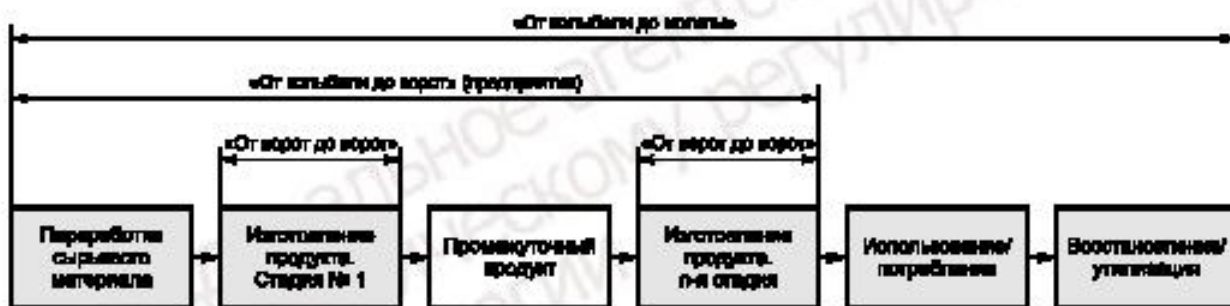 «От колыбели до могилы»
«От колыбели до ворот» (предприятия)
«От ворот до ворот»
«От ворот до ворот»
Переработка
сырьевого
материала
Изготовление
продукта.
Стадия № 1
Промежуточный
продукт
Изготовление
продукта.
n-я стадия
Использование/
потребление
Восстановление/
утилизация